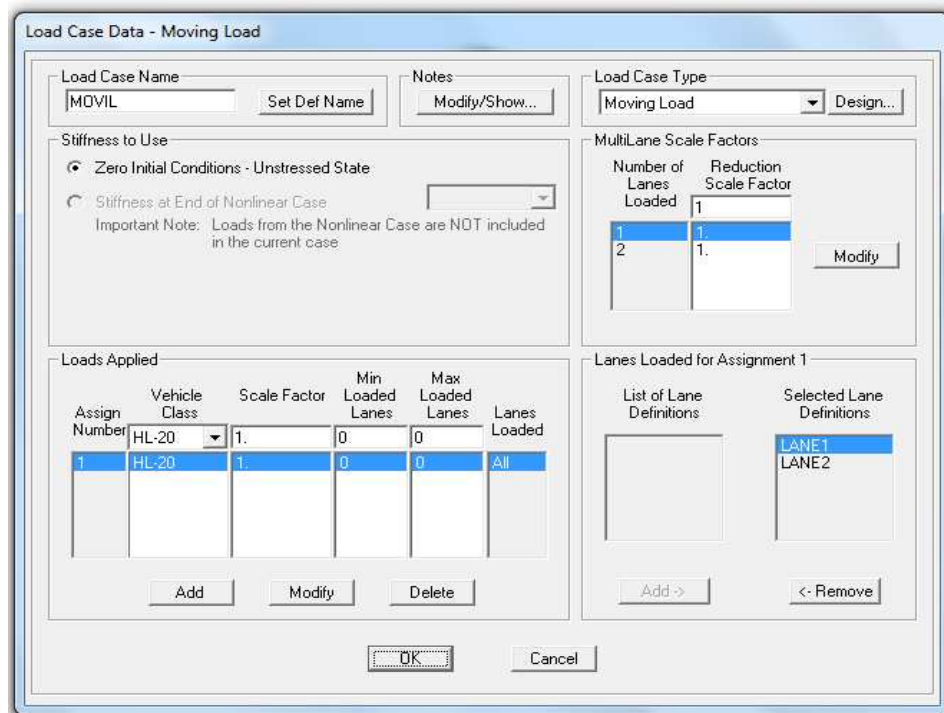 Load Case Data - Moving Load
Load Case Name
MOVIL
Set Def Name
Notes
Modify/Show...
Load Case Type
Moving Load
Design...
Stiffness to Use
Zero Initial Conditions - Unstressed State
Stiffness at End of Nonlinear Case
Important Note: Loads from the Nonlinear Case are NOT included
in the current case
MultiLane Scale Factors
Number of
Lanes
Loaded
Reduction
Scale Factor
1
1 1.
2 1.
Modify
Loads Applied
Assign
Number
Vehicle
Class
Scale Factor
Min
Loaded
Lanes
Max
Loaded
Lanes
Lanes
Loaded
HL-20 1. 0 0
1 HL-20 1. 0 0 All
Add
Modify
Delete
Lanes Loaded for Assignment 1
List of Lane
Definitions
Selected Lane
Definitions
LANE1
LANE2
Add ->
<- Remove
OK
Cancel